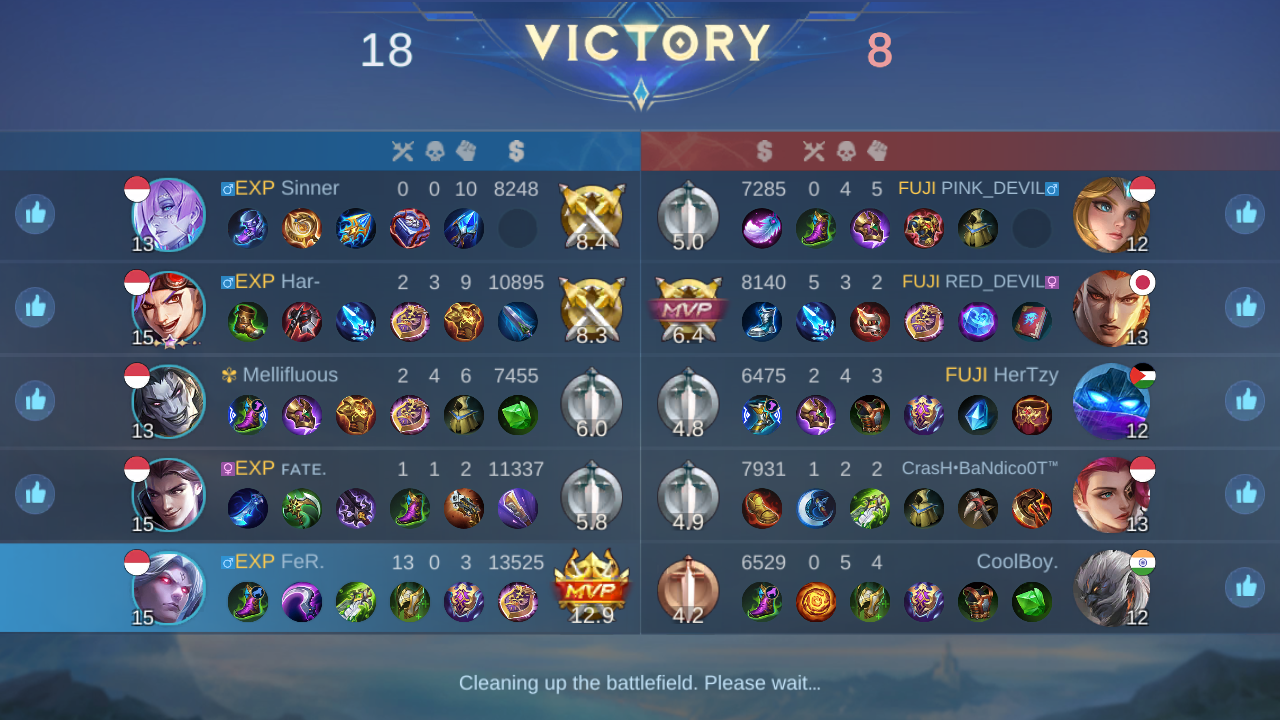 18 VICTORY 8
EXP Sinner 0 0 10 8248
13 8.4
7285 0 4 5 FUJI PINK_DEVIL
5.0 12
EXP Har- 2 3 9 10895
15 8.3
8140 5 3 2 FUJI RED_DEVIL
MVP
6.4 13
Mellifluous 2 4 6 7455
13 6.0
6475 2 4 3 FUJI HerTzy
4.8 12
EXP ꜰᴀᴛᴇ. 1 1 2 11337
15 5.8
7931 1 2 2 CrasH•BaNdico0T™
4.9 13
EXP FeR. 13 0 3 13525
MVP
15 12.9
6529 0 5 4 CoolBoy.
4.2 12
Cleaning up the battlefield. Please wait...